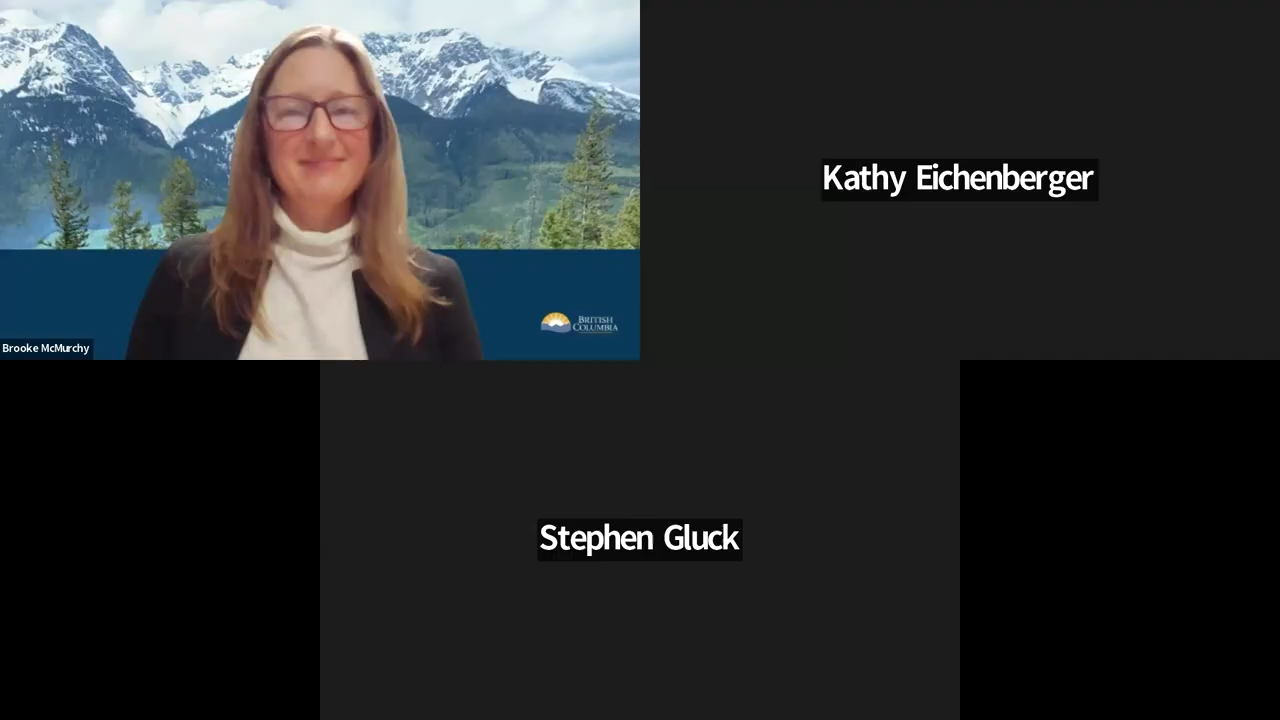 Kathy Eichenberger
BRITISH
COLUMBIA
Brooke McMurchy
Stephen Gluck